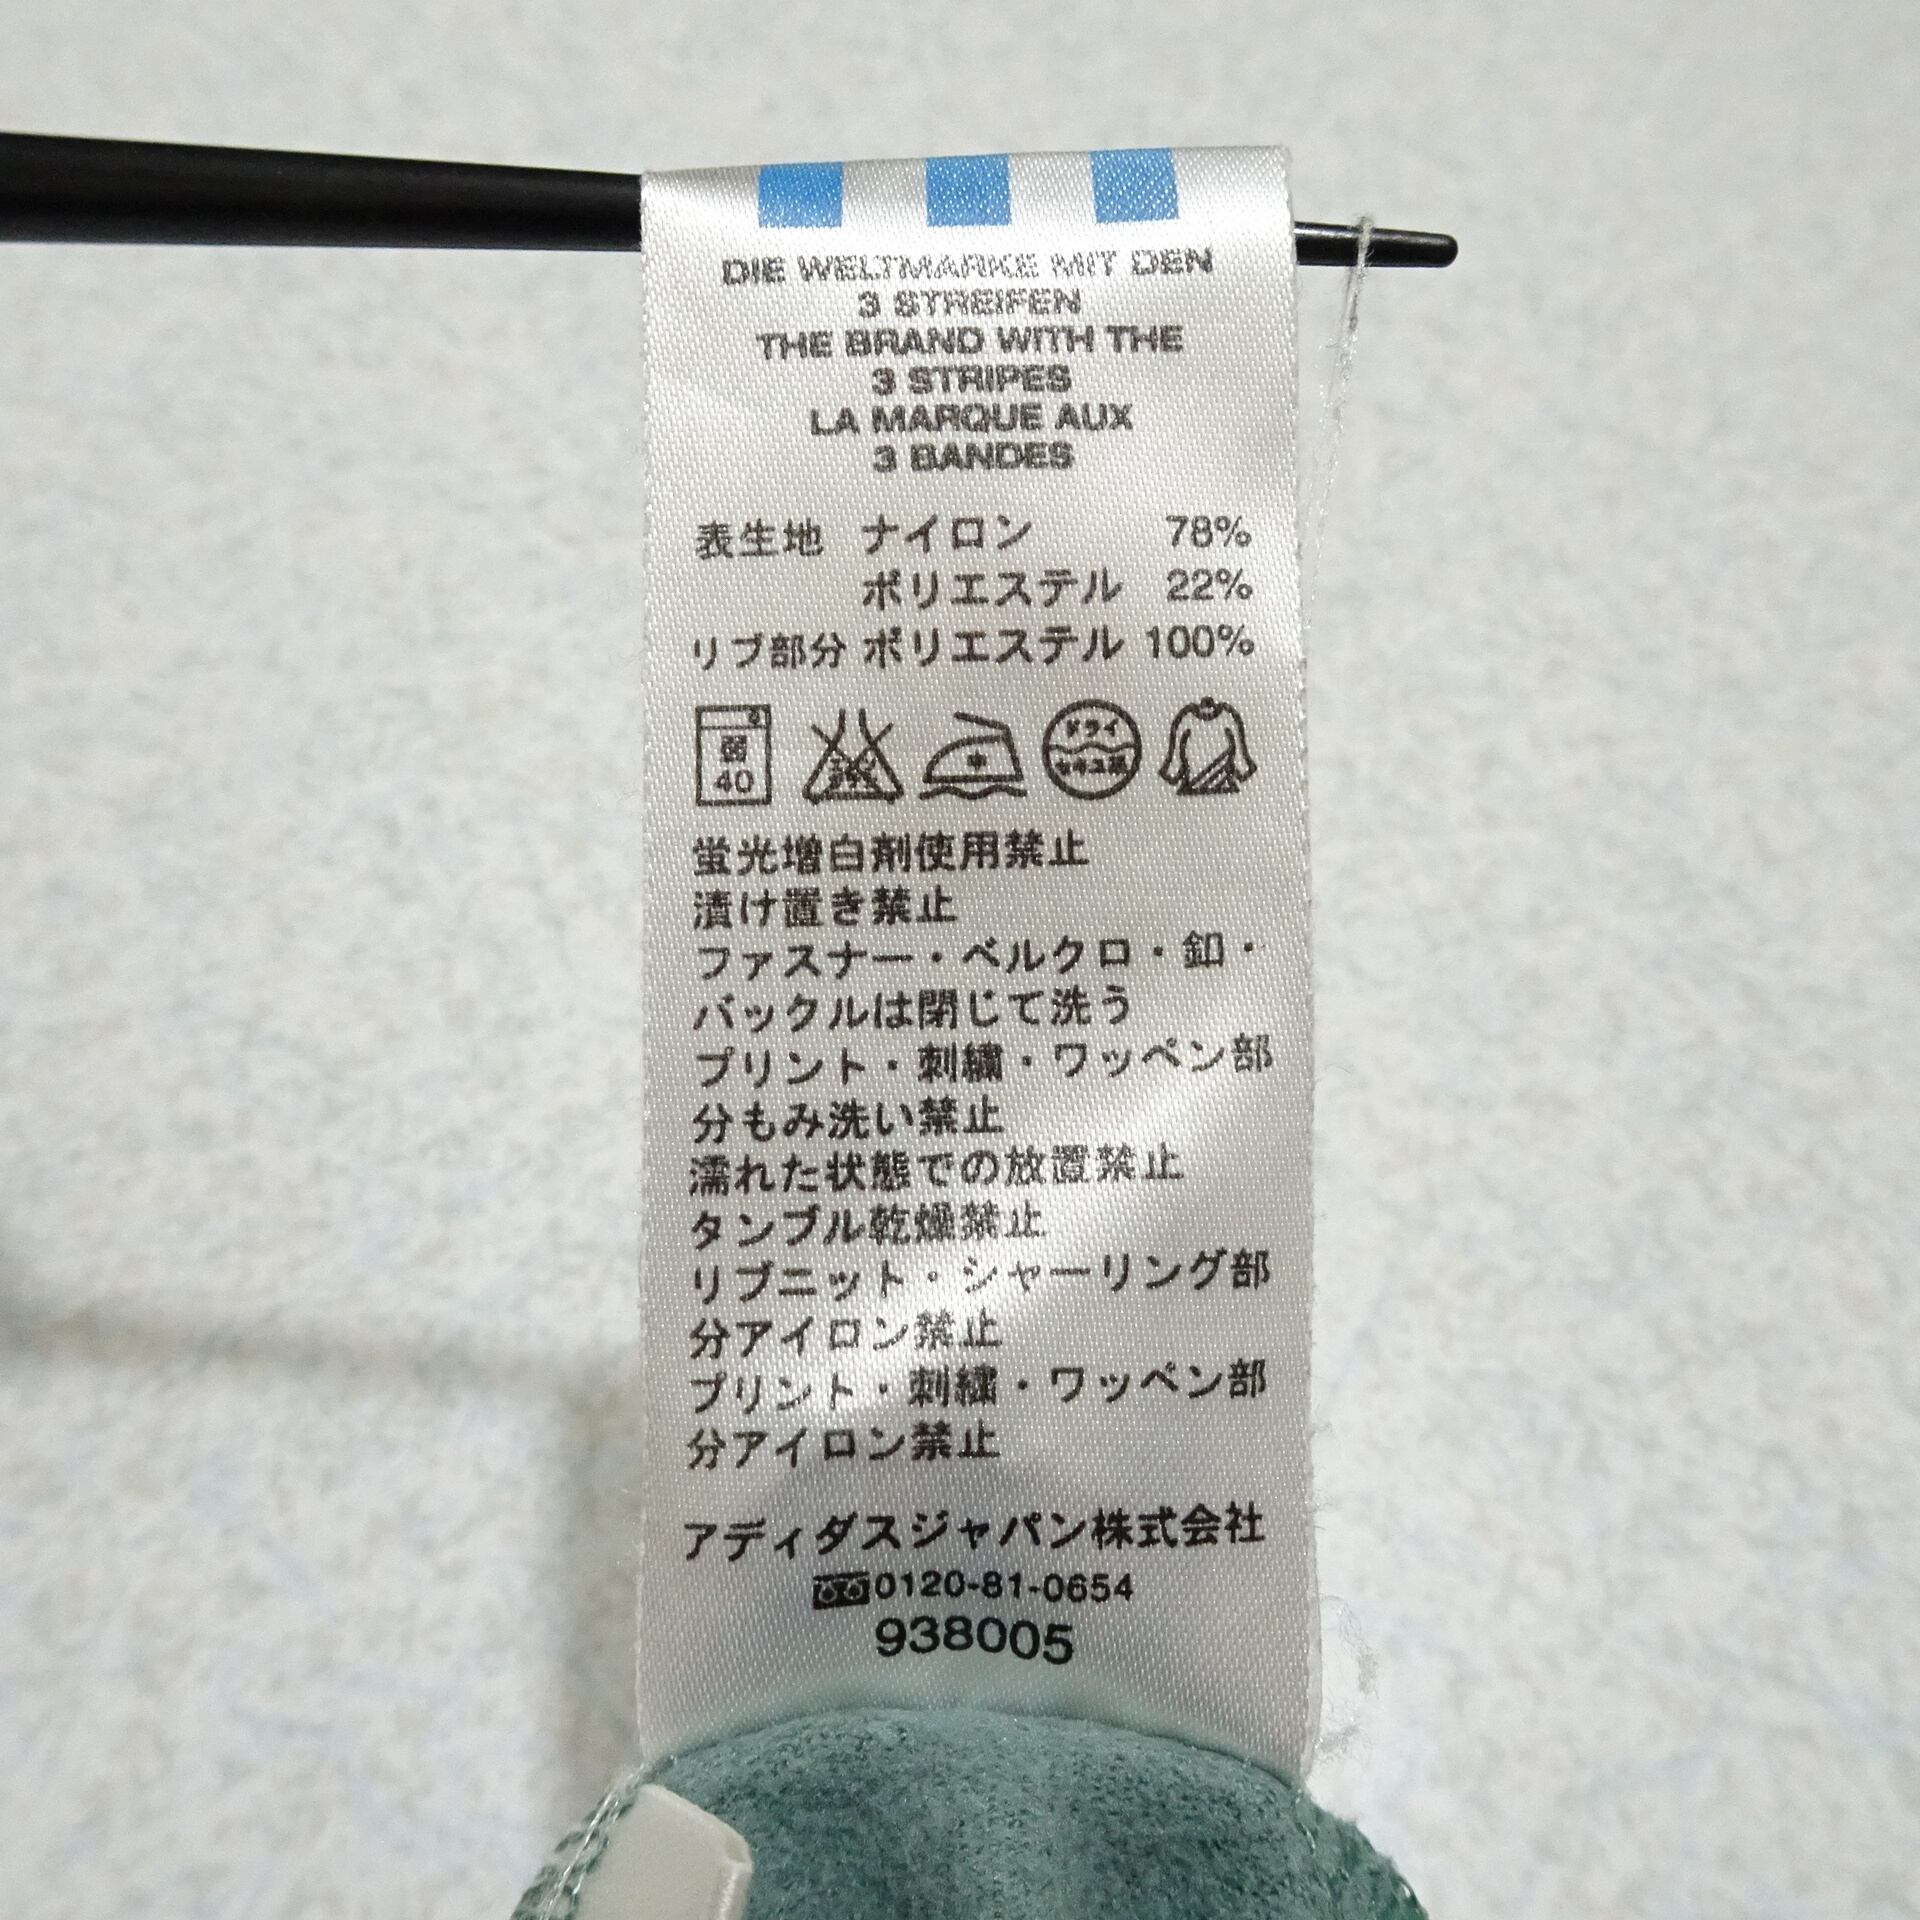 DIE WELTMARKE MIT DEN
3 STREIFEN
THE BRAND WITH THE
3 STRIPES
LA MARQUE AUX
3 BANDES
表生地 ナイロン 78%
ポリエステル 22%
リブ部分 ポリエステル 100%
弱 40 中 ドライ セキユ系
蛍光増白剤使用禁止
漬け置き禁止
ファスナー・ベルクロ・釦・
バックルは閉じて洗う
プリント・刺繍・ワッペン部
分もみ洗い禁止
濡れた状態での放置禁止
タンブル乾燥禁止
リブニット・シャーリング部
分アイロン禁止
プリント・刺繍・ワッペン部
分アイロン禁止
アディダスジャパン株式会社
0120-81-0654
938005